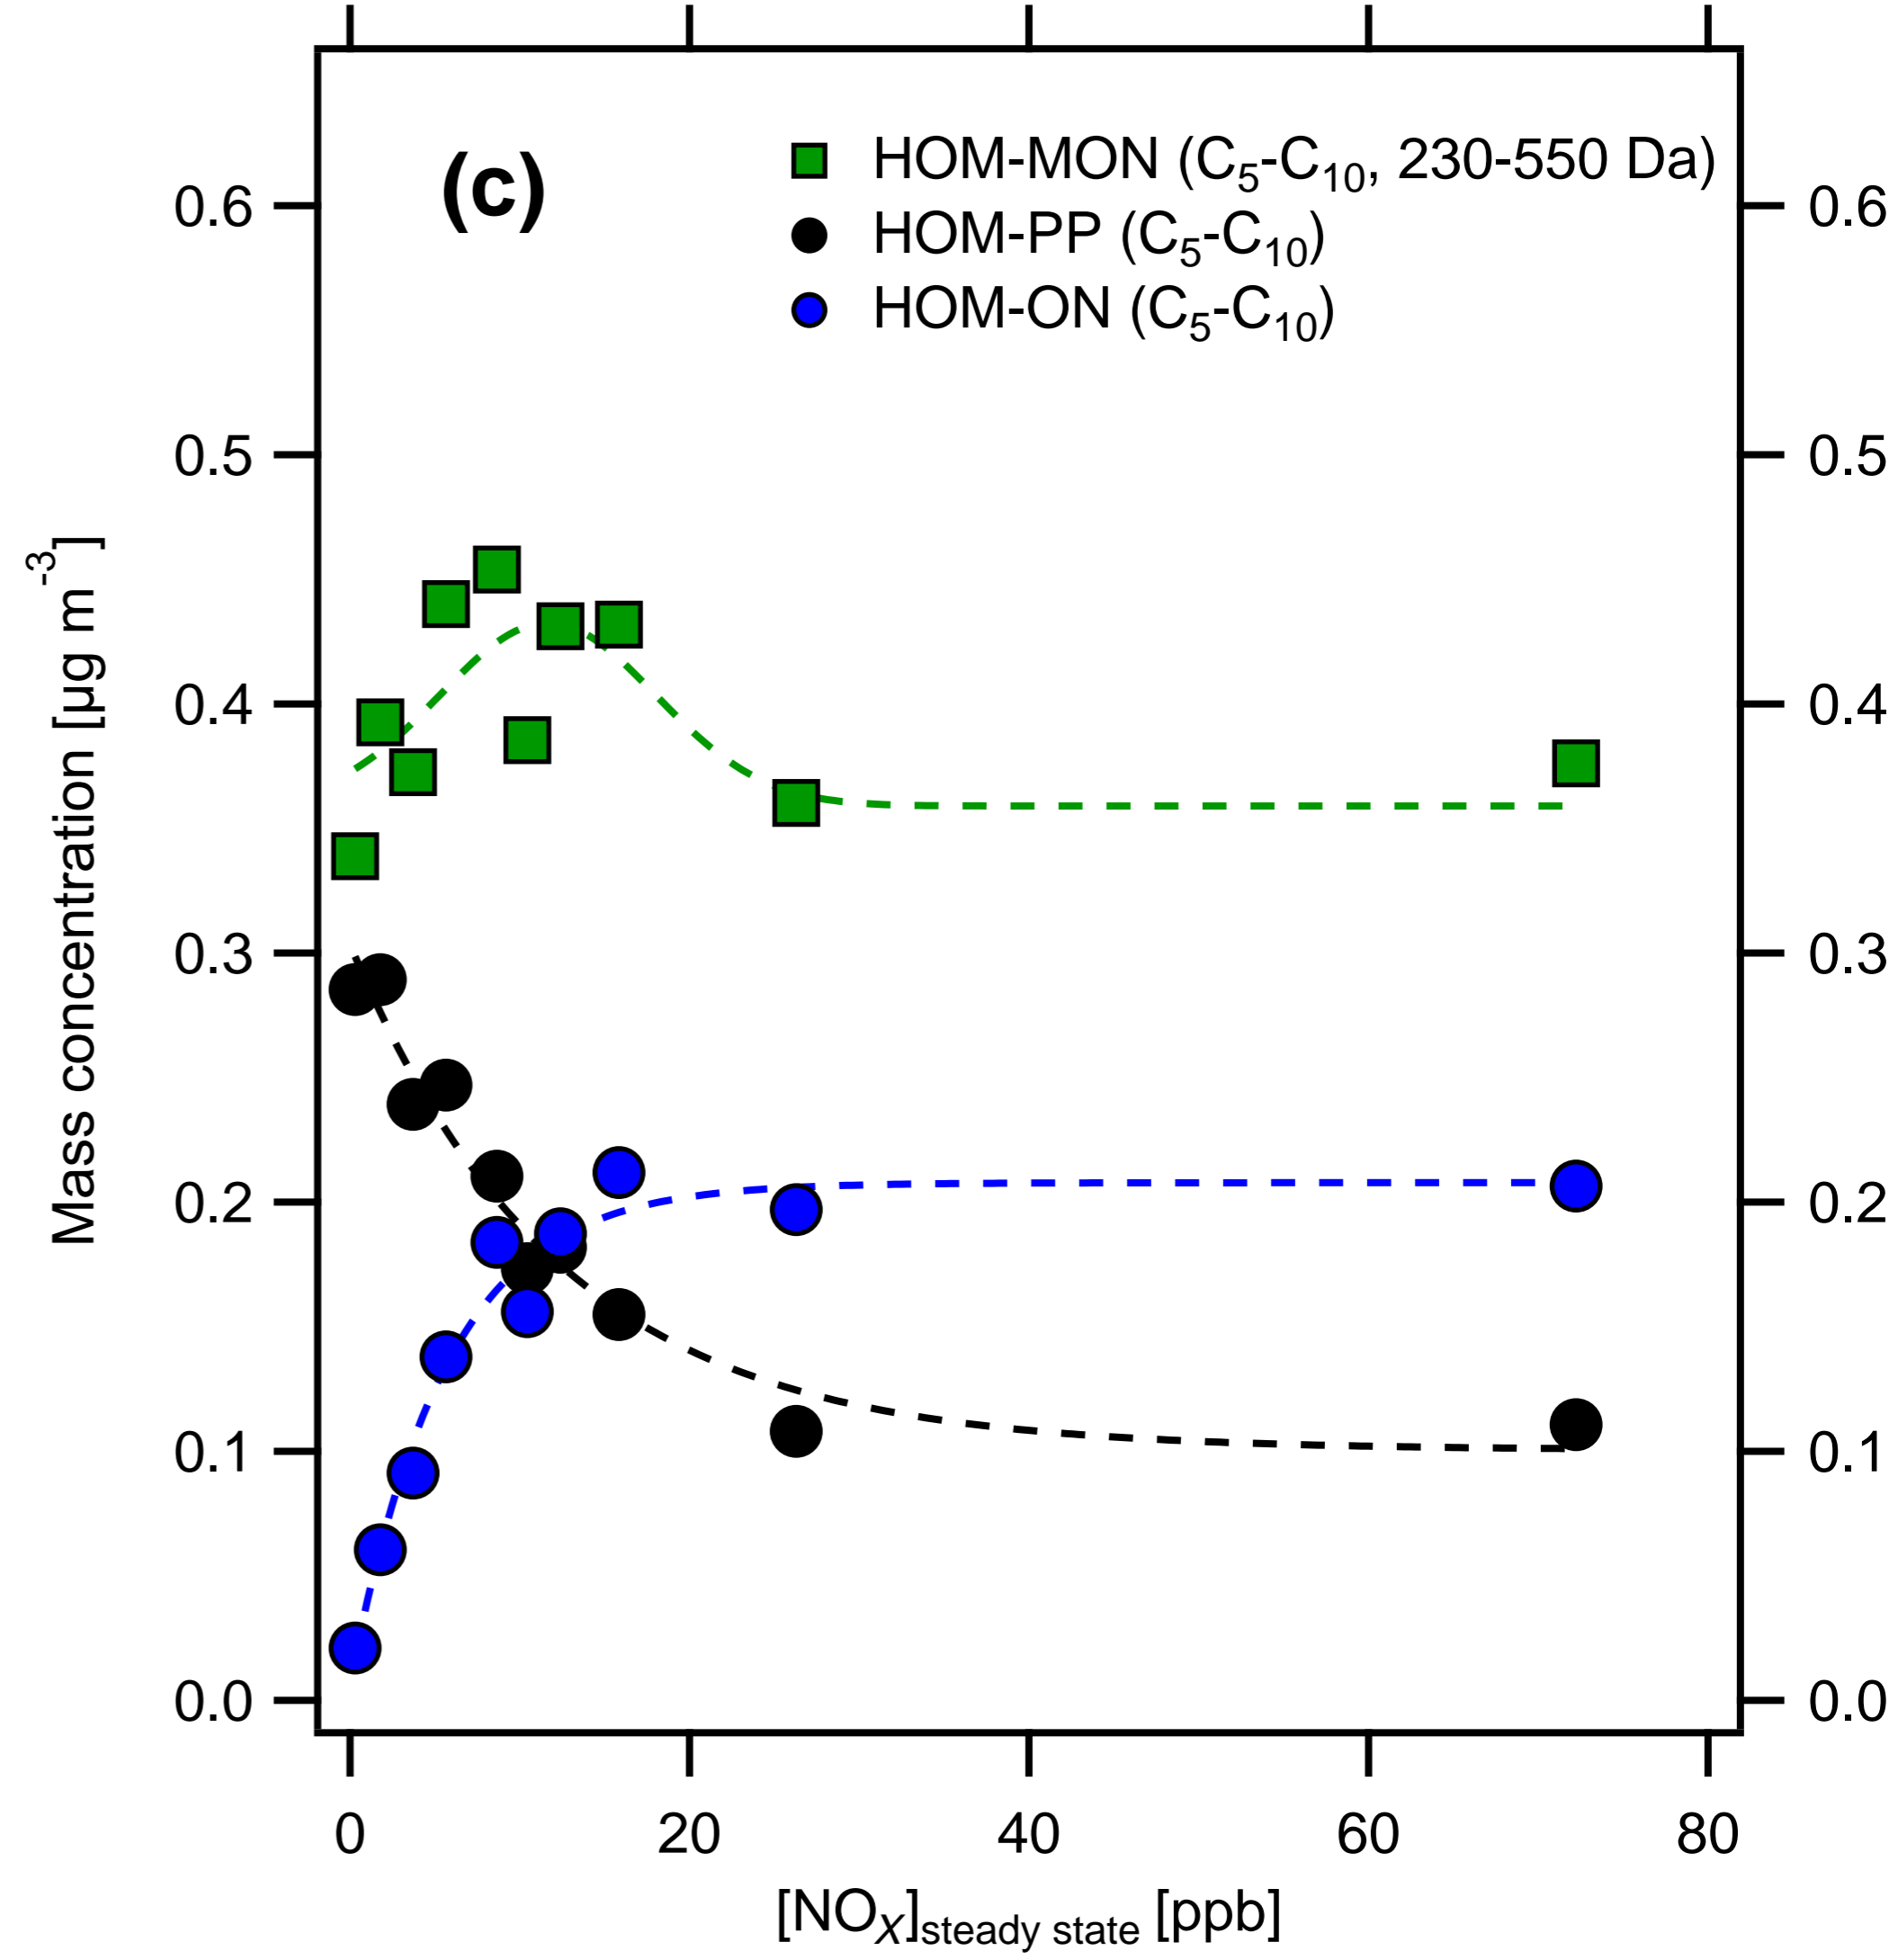 (c)
HOM-MON (C5-C10, 230-550 Da)
HOM-PP (C5-C10)
HOM-ON (C5-C10)
Mass concentration [µg m-3]
0.6
0.5
0.4
0.3
0.2
0.1
0.0
0.6
0.5
0.4
0.3
0.2
0.1
0.0
0 20 40 60 80
[NOX]steady state [ppb]